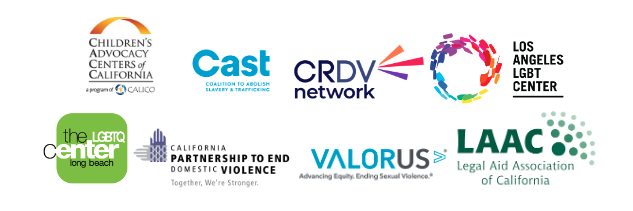 CHILDREN'S
ADVOCACY
CENTERS OF
CALIFORNIA
a program of CALICO
Cast
COALITION TO ABOLISH
SLAVERY & TRAFFICKING
CRDV
network
LOS
ANGELES
LGBT
CENTER
the LGBTQ
center
long beach
CALIFORNIA
PARTNERSHIP TO END
DOMESTIC VIOLENCE
Together, We're Stronger.
VALORUS
Advancing Equity. Ending Sexual Violence.®
LAAC
Legal Aid Association
of California